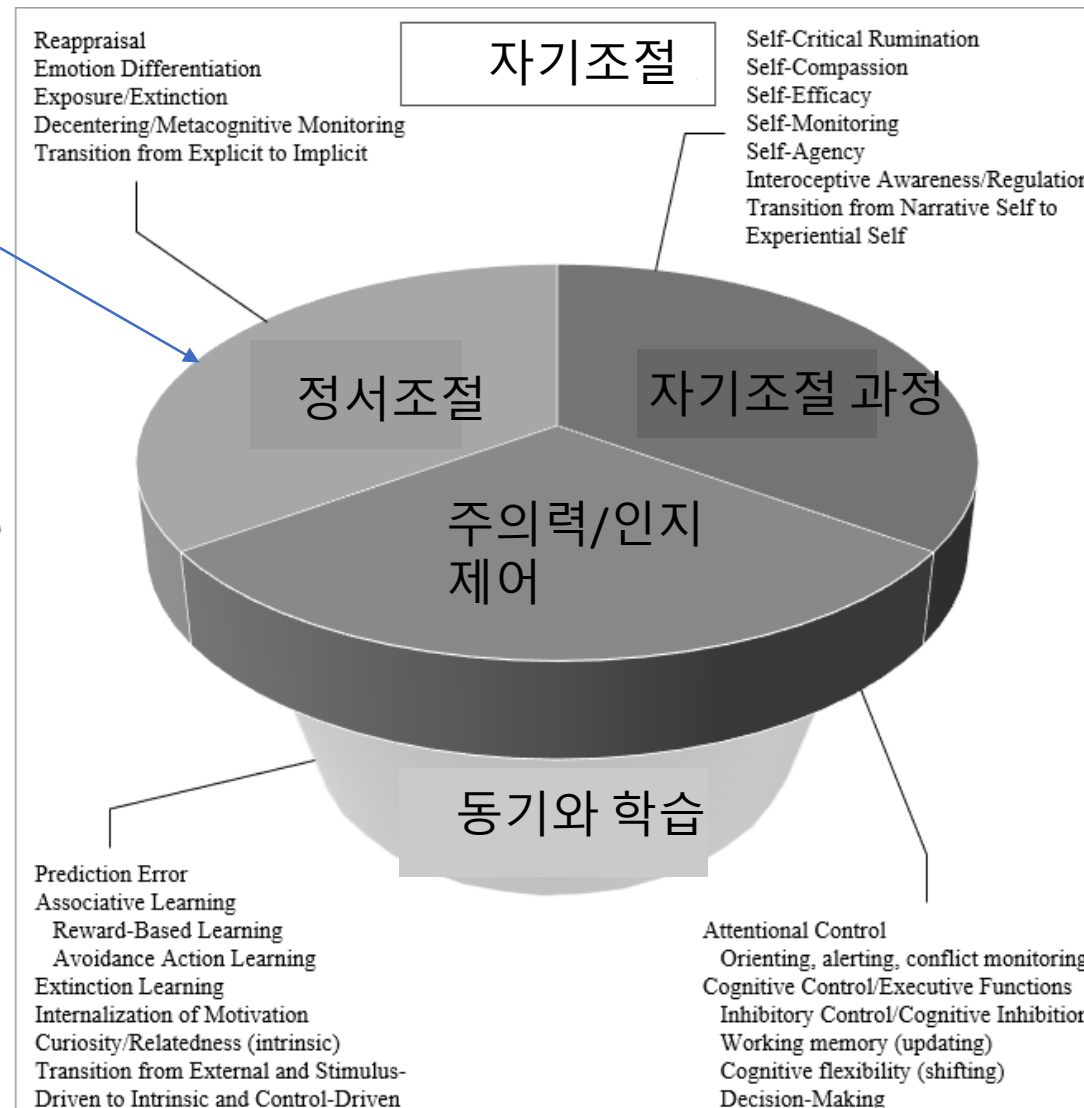 자기조절
Reappraisal
Emotion Differentiation
Exposure/Extinction
Decentering/Metacognitive Monitoring
Transition from Explicit to Implicit
Self-Critical Rumination
Self-Compassion
Self-Efficacy
Self-Monitoring
Self-Agency
Interoceptive Awareness/Regulation
Transition from Narrative Self to
Experiential Self
정서조절
자기조절 과정
주의력/인지
제어
동기와 학습
Prediction Error
Associative Learning
Reward-Based Learning
Avoidance Action Learning
Extinction Learning
Internalization of Motivation
Curiosity/Relatedness (intrinsic)
Transition from External and Stimulus-
Driven to Intrinsic and Control-Driven
Attentional Control
Orienting, alerting, conflict monitoring
Cognitive Control/Executive Functions
Inhibitory Control/Cognitive Inhibition
Working memory (updating)
Cognitive flexibility (shifting)
Decision-Making